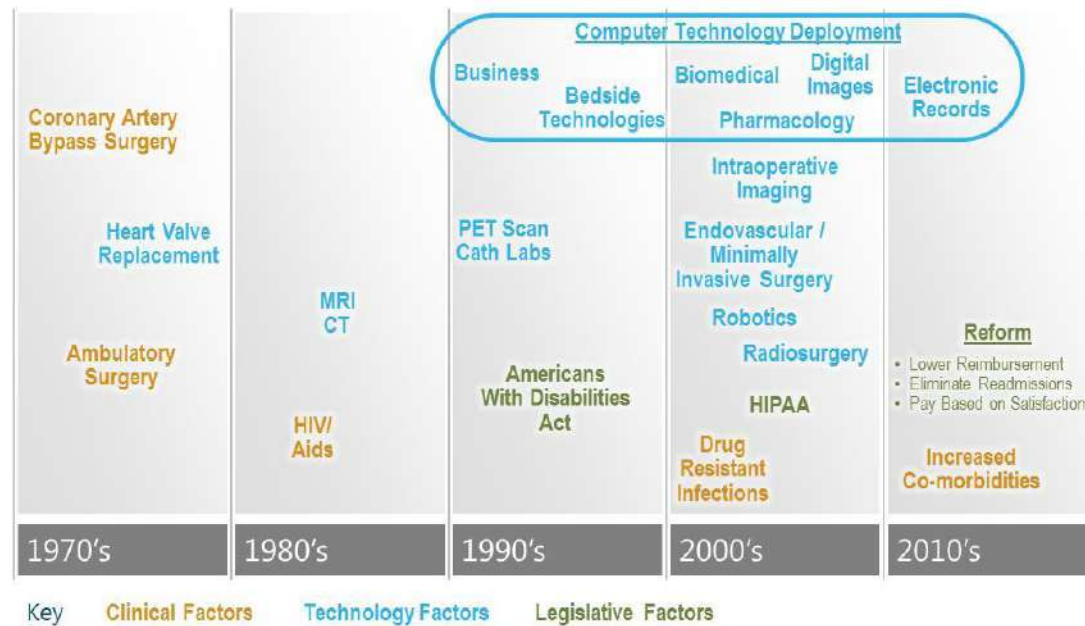 Computer Technology Deployment
Business
Bedside
Technologies
Biomedical
Digital
Images
Pharmacology
Electronic
Records
Coronary Artery
Bypass Surgery
Heart Valve
Replacement
Ambulatory
Surgery
MRI
CT
HIV/
Aids
PET Scan
Cath Labs
Americans
With Disabilities
Act
Intraoperative
Imaging
Endovascular /
Minimally
Invasive Surgery
Robotics
Radiosurgery
HIPAA
Drug
Resistant
Infections
Reform
• Lower Reimbursement
• Eliminate Readmissions
• Pay Based on Satisfaction
Increased
Co-morbidities
1970's
1980's
1990's
2000's
2010's
Key
Clinical Factors
Technology Factors
Legislative Factors